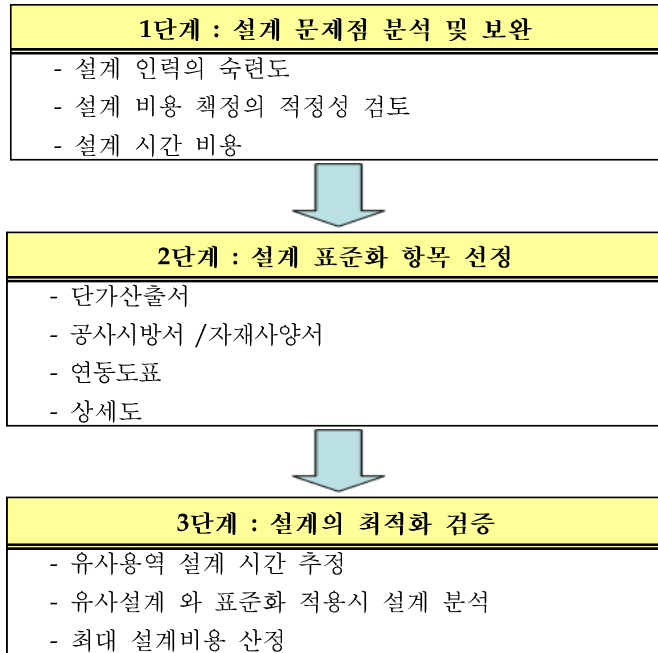 1단계 : 설계 문제점 분석 및 보완
- 설계 인력의 숙련도
- 설계 비용 책정의 적정성 검토
- 설계 시간 비용
2단계 : 설계 표준화 항목 선정
- 단가산출서
- 공사시방서 /자재사양서
- 연동도표
- 상세도
3단계 : 설계의 최적화 검증
- 유사용역 설계 시간 추정
- 유사설계 와 표준화 적용시 설계 분석
- 최대 설계비용 산정